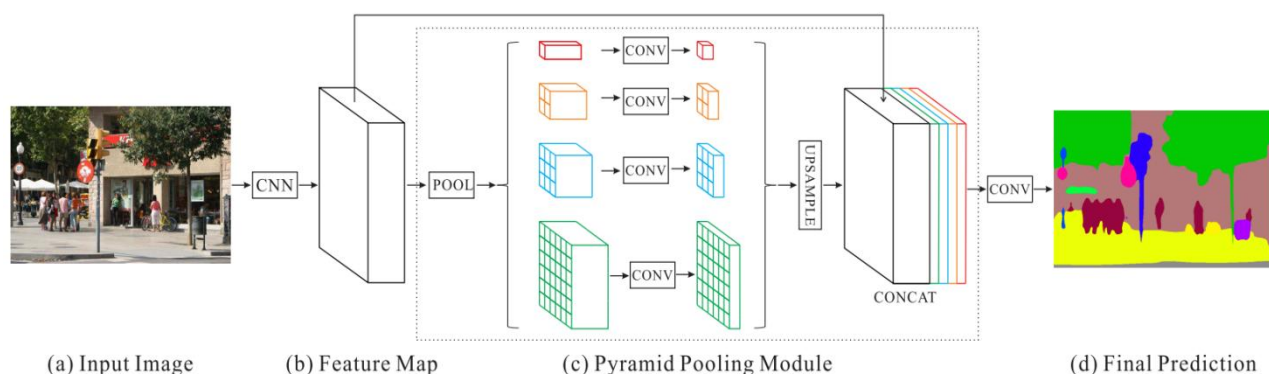 CNN
POOL
CONV
CONV
CONV
CONV
UPSAMPLE
CONCAT
CONV
(a) Input Image
(b) Feature Map
(c) Pyramid Pooling Module
(d) Final Prediction